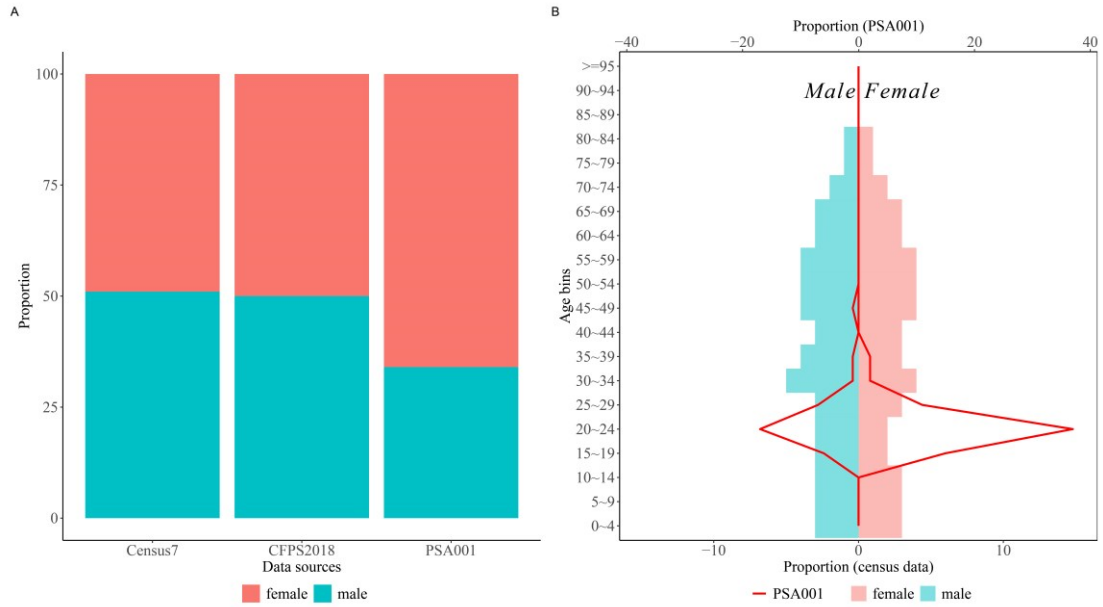 A
100
75
50
25
0
Proportion
Census7 CFPS2018 PSA001
Data sources
female male
B
Proportion (PSA001)
−40 −20 0 20 40
Male Female
>=95
90~94
85~89
80~84
75~79
70~74
65~69
60~64
55~59
50~54
45~49
40~44
35~39
30~34
25~29
20~24
15~19
10~14
5~9
0~4
Age bins
−10 0 10
Proportion (census data)
PSA001 female male